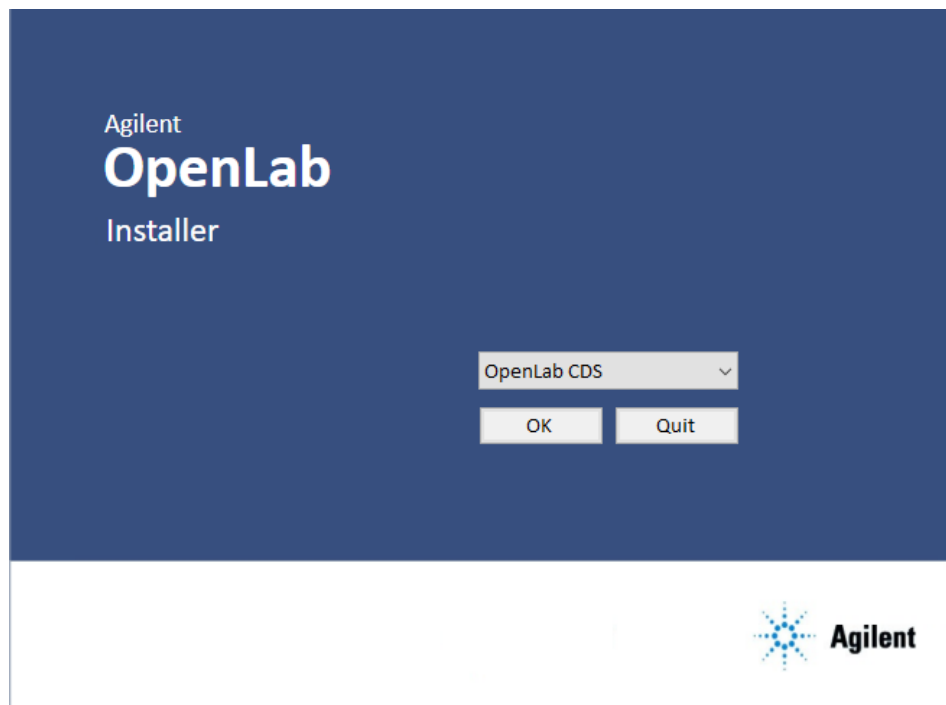 Agilent
OpenLab
Installer
OpenLab CDS
OK Quit
Agilent